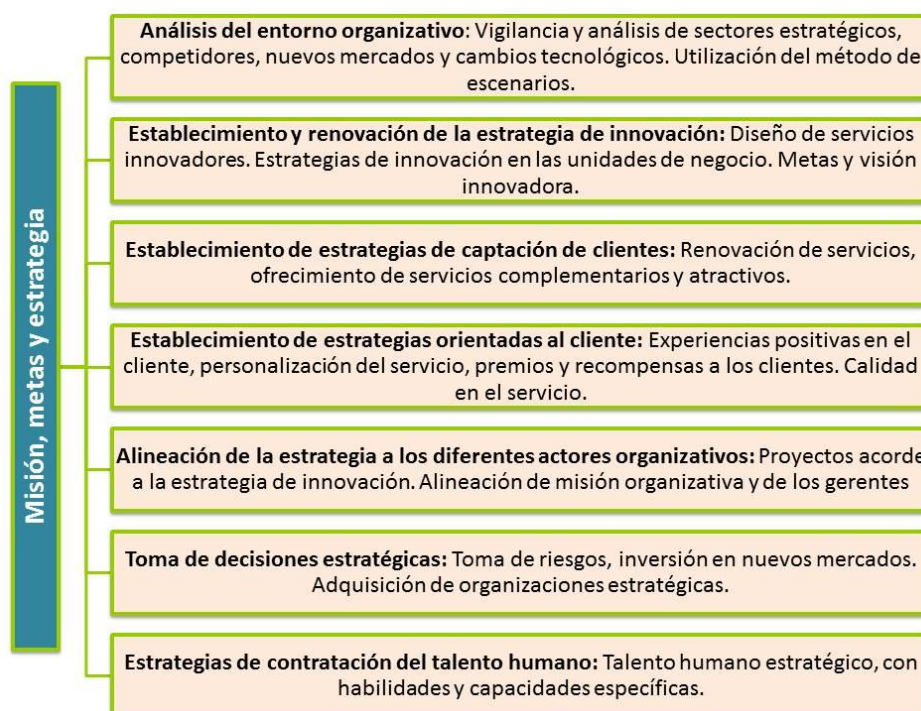 Misión, metas y estrategia
Análisis del entorno organizativo: Vigilancia y análisis de sectores estratégicos,
competidores, nuevos mercados y cambios tecnológicos. Utilización del método de
escenarios.
Establecimiento y renovación de la estrategia de innovación: Diseño de servicios
innovadores. Estrategias de innovación en las unidades de negocio. Metas y visión
innovadora.
Establecimiento de estrategias de captación de clientes: Renovación de servicios,
ofrecimiento de servicios complementarios y atractivos.
Establecimiento de estrategias orientadas al cliente: Experiencias positivas en el
cliente, personalización del servicio, premios y recompensas a los clientes. Calidad
en el servicio.
Alineación de la estrategia a los diferentes actores organizativos: Proyectos acorde
a la estrategia de innovación. Alineación de misión organizativa y de los gerentes
Toma de decisiones estratégicas: Toma de riesgos, inversión en nuevos mercados.
Adquisición de organizaciones estratégicas.
Estrategias de contratación del talento humano: Talento humano estratégico, con
habilidades y capacidades específicas.